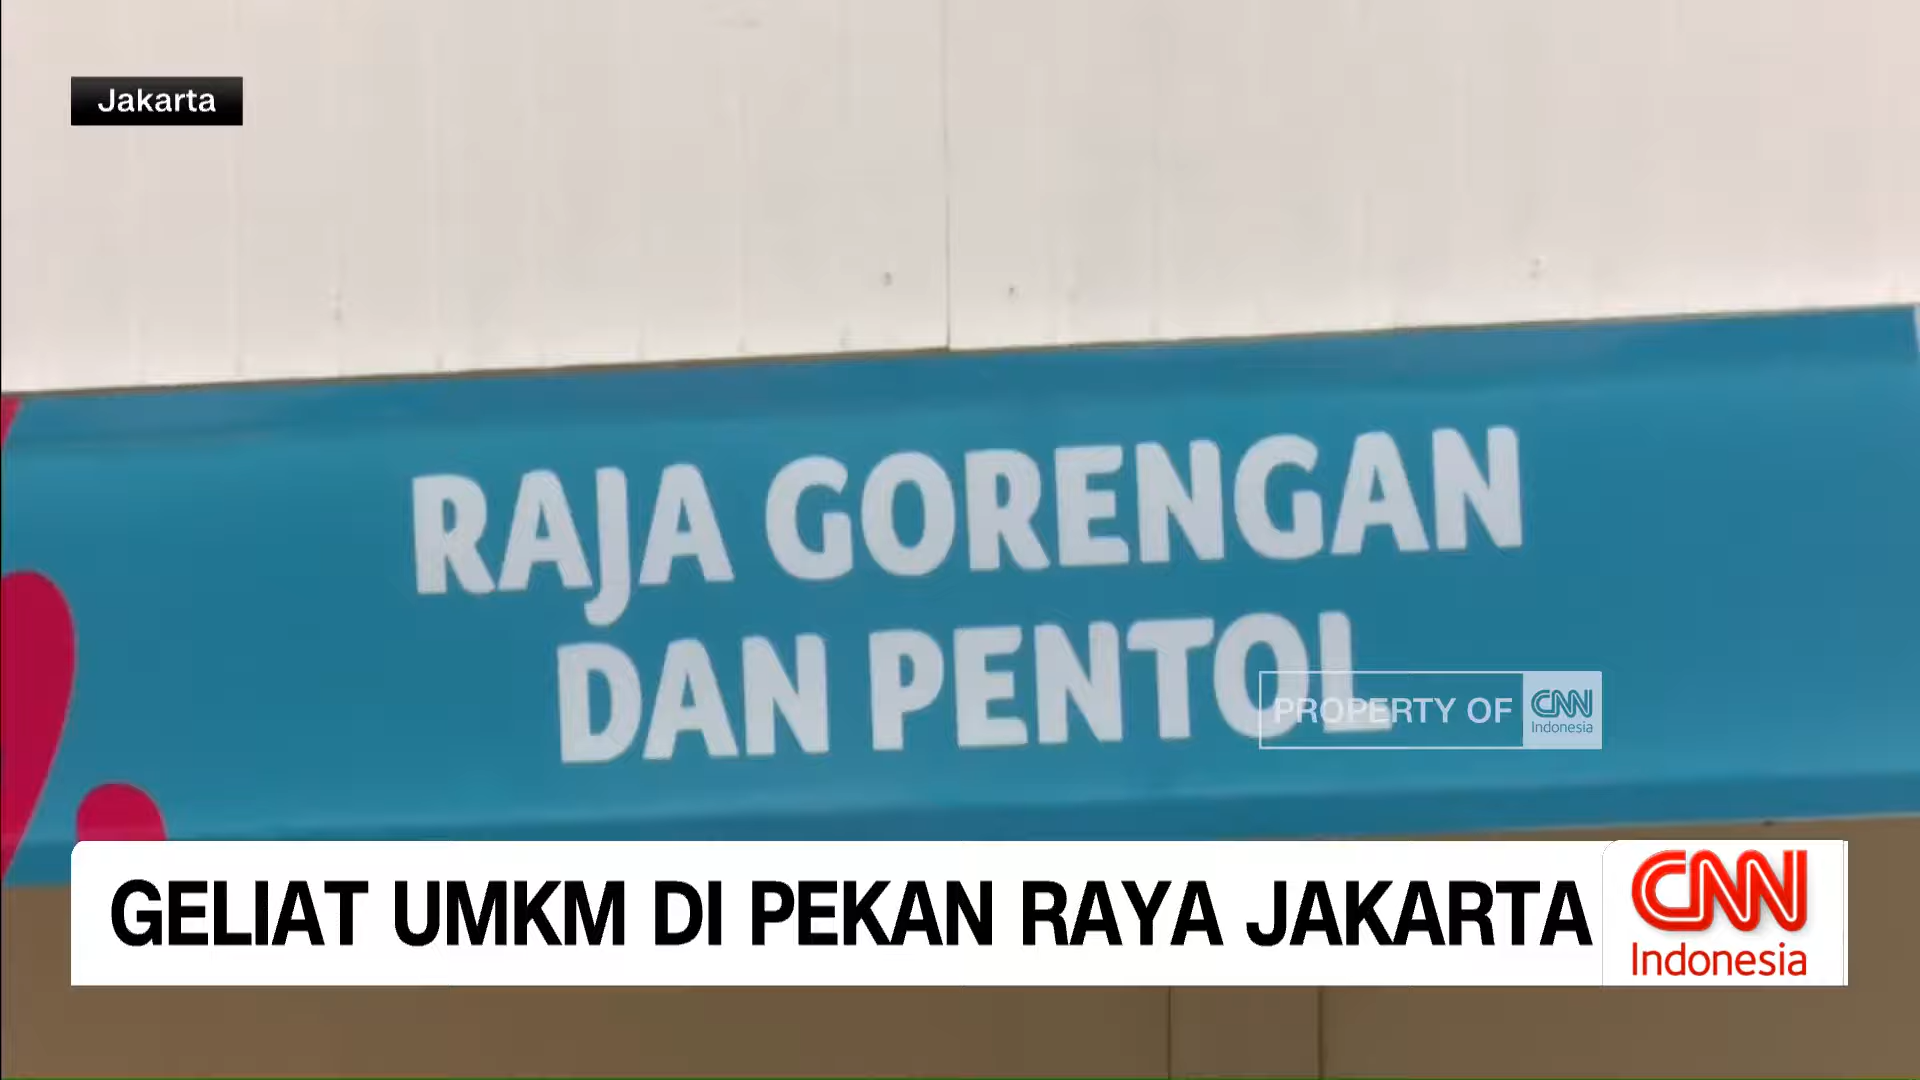 Jakarta
RAJA GORENGAN
DAN PENTOL
PROPERTY OF CNN Indonesia
GELIAT UMKM DI PEKAN RAYA JAKARTA
CNN
Indonesia